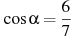 cos α = 6/7